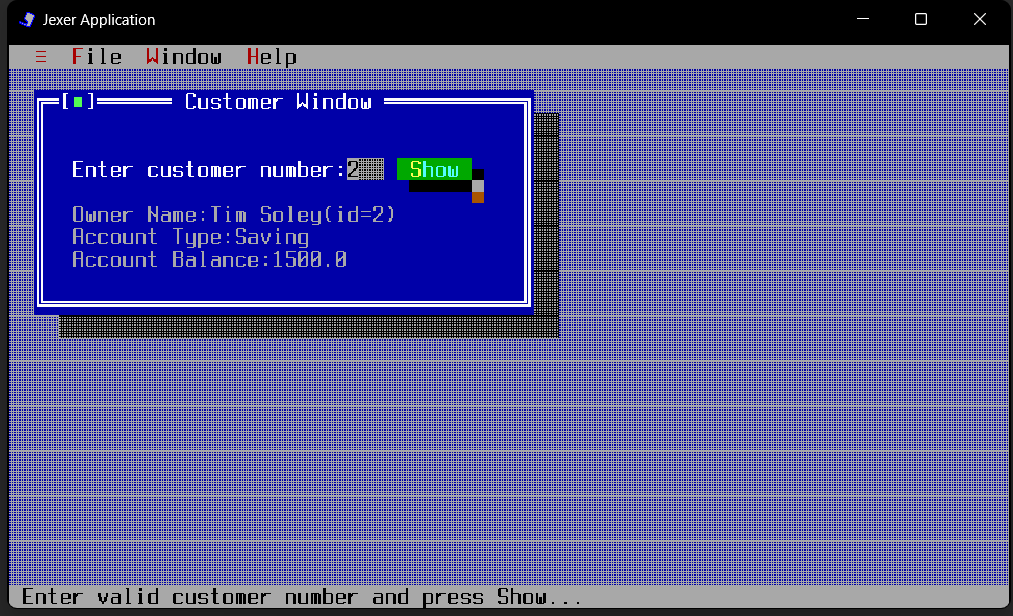 Jexer Application
File Window Help
Customer Window
Enter customer number:2 Show
Owner Name:Tim Soley(id=2)
Account Type:Saving
Account Balance:1500.0
Enter valid customer number and press Show...